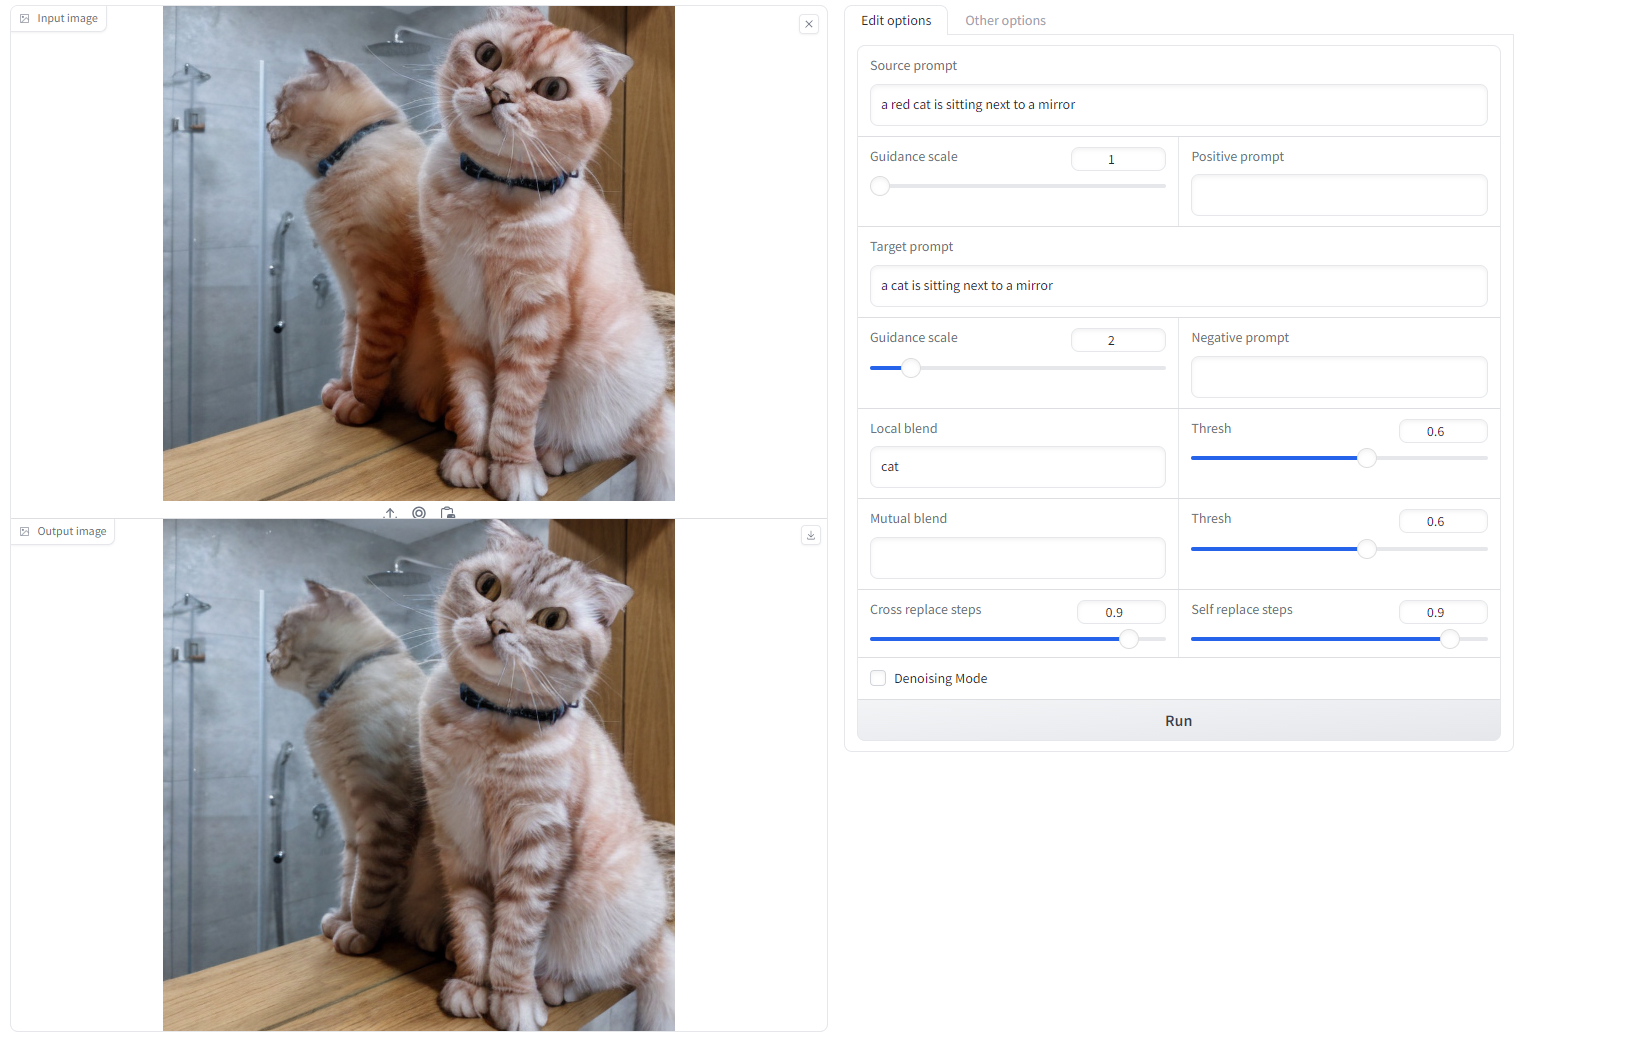 Input image
Output image
Edit options
Other options
Source prompt
a red cat is sitting next to a mirror
Guidance scale
1
Positive prompt
Target prompt
a cat is sitting next to a mirror
Guidance scale
2
Negative prompt
Local blend
cat
Thresh
0.6
Mutual blend
Thresh
0.6
Cross replace steps
0.9
Self replace steps
0.9
Denoising Mode
Run